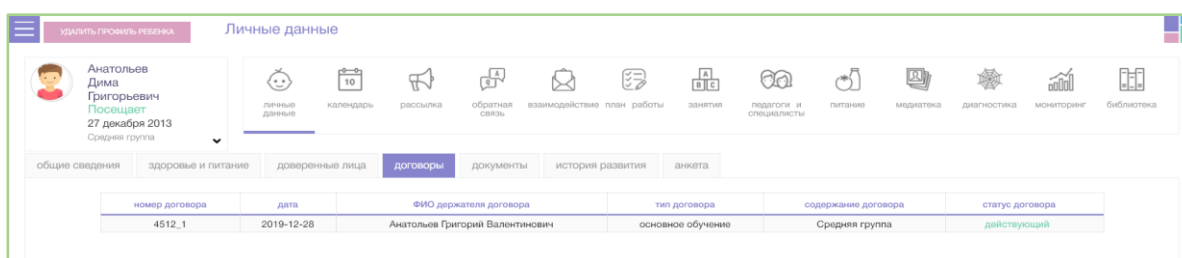 УДАЛИТЬ ПРОФИЛЬ РЕБЕНКА
Личные данные
Анатольев
Дима
Григорьевич
Посещает
27 декабря 2013
Средняя группа
личные
данные
календарь
рассылка
обратная
связь
взаимодействие
план работы
занятия
педагоги и
специалисты
питание
медиатека
диагностика
мониторинг
библиотека
10
Q A
A
B C
общие сведения
здоровье и питание
доверенные лица
договоры
документы
история развития
анкета
номер договора дата ФИО держателя договора тип договора содержание договора статус договора
4512_1 2019-12-28 Анатольев Григорий Валентинович основное обучение Средняя группа действующий